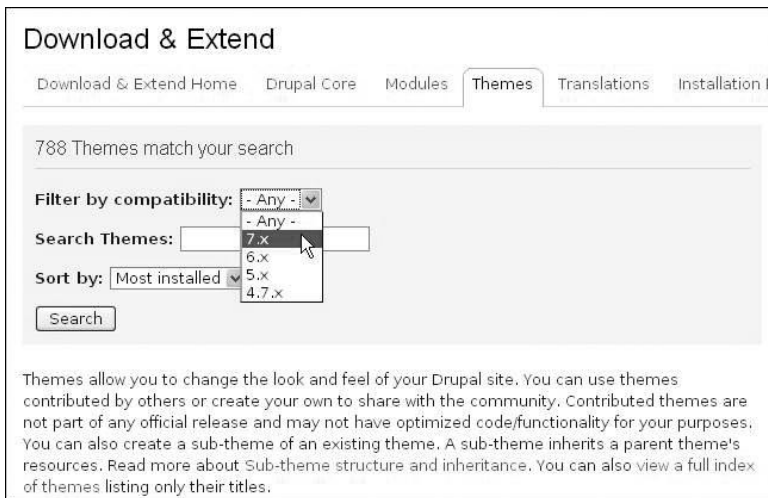 Download & Extend
Download & Extend Home Drupal Core Modules Themes Translations Installation
788 Themes match your search
Filter by compatibility: - Any -
- Any -
Search Themes: 7.x
6.x
Sort by: Most installed 5.x
4.7.x
Search
Themes allow you to change the look and feel of your Drupal site. You can use themes
contributed by others or create your own to share with the community. Contributed themes are
not part of any official release and may not have optimized code/functionality for your purposes.
You can also create a sub-theme of an existing theme. A sub-theme inherits a parent theme's
resources. Read more about Sub-theme structure and inheritance. You can also view a full index
of themes listing only their titles.